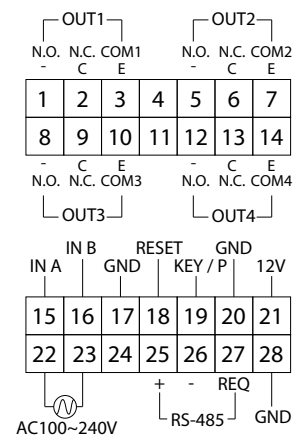 OUT1 OUT2
N.O. N.C. COM1 N.O. N.C. COM2
- C E - C E
1 2 3 4 5 6 7
8 9 10 11 12 13 14
- C E - C E
N.O. N.C. COM3 N.O. N.C. COM4
OUT3 OUT4
IN B RESET GND
IN A GND KEY / P 12V
15 16 17 18 19 20 21
22 23 24 25 26 27 28
+ - REQ
AC100~240V RS-485 GND